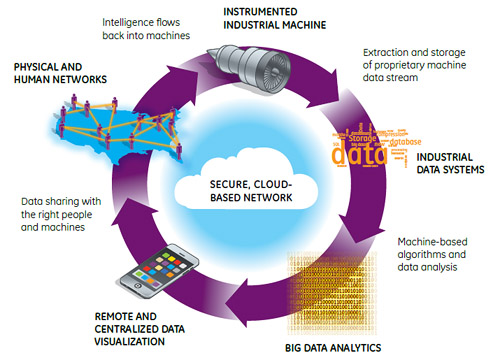 Intelligence flows
back into machines
INSTRUMENTED
INDUSTRIAL MACHINE
Extraction and storage
of proprietary machine
data stream
PHYSICAL AND
HUMAN NETWORKS
Storage
database
data
INDUSTRIAL
DATA SYSTEMS
SECURE, CLOUD-
BASED NETWORK
Data sharing with
the right people
and machines
Machine-based
algorithms and
data analysis
REMOTE AND
CENTRALIZED DATA
VISUALIZATION
BIG DATA ANALYTICS